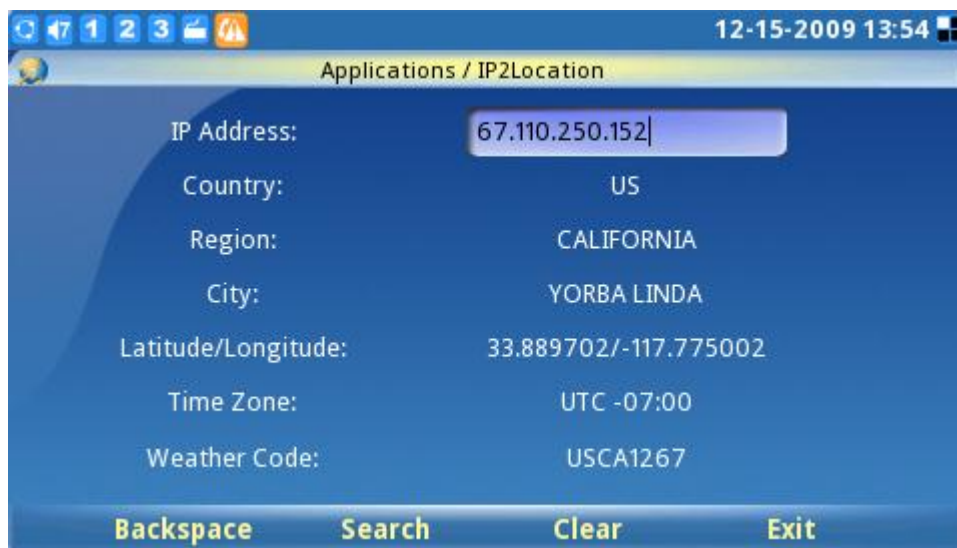 7 1 2 3 12-15-2009 13:54
Applications / IP2Location
IP Address: 67.110.250.152
Country: US
Region: CALIFORNIA
City: YORBA LINDA
Latitude/Longitude: 33.889702/-117.775002
Time Zone: UTC -07:00
Weather Code: USCA1267
Backspace Search Clear Exit